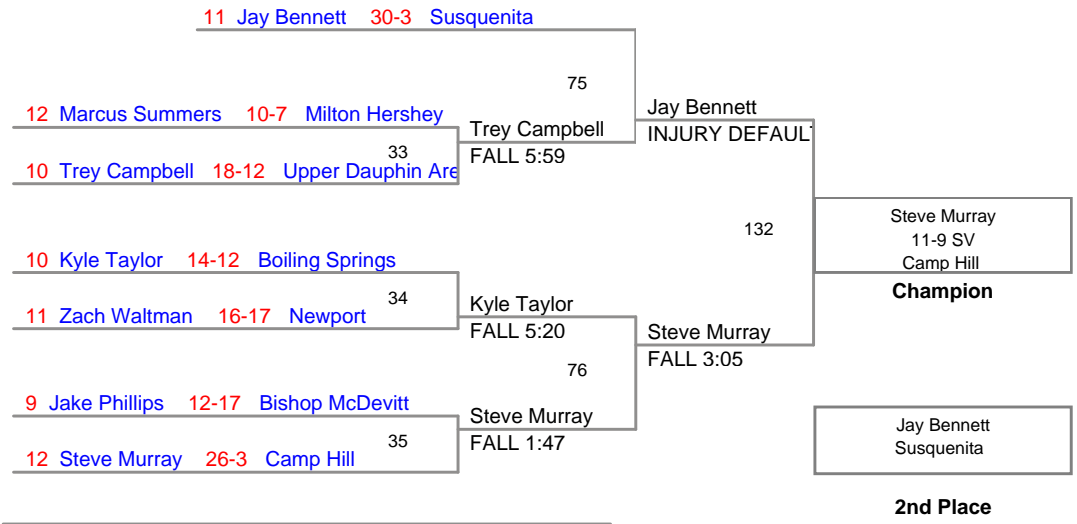 11 Jay Bennett 30-3 Susquenita
75
12 Marcus Summers 10-7 Milton Hershey
Jay Bennett
Trey Campbell
INJURY DEFAUL
33
FALL 5:59
10 Trey Campbell 18-12 Upper Dauphin Are
132
Steve Murray
11-9 SV
Camp Hill
10 Kyle Taylor 14-12 Boiling Springs
Champion
34
Kyle Taylor
11 Zach Waltman 16-17 Newport
FALL 5:20
Steve Murray
FALL 3:05
76
9 Jake Phillips 12-17 Bishop McDevitt
Steve Murray
35
FALL 1:47
12 Steve Murray 26-3 Camp Hill
Jay Bennett
Susquenita
2nd Place